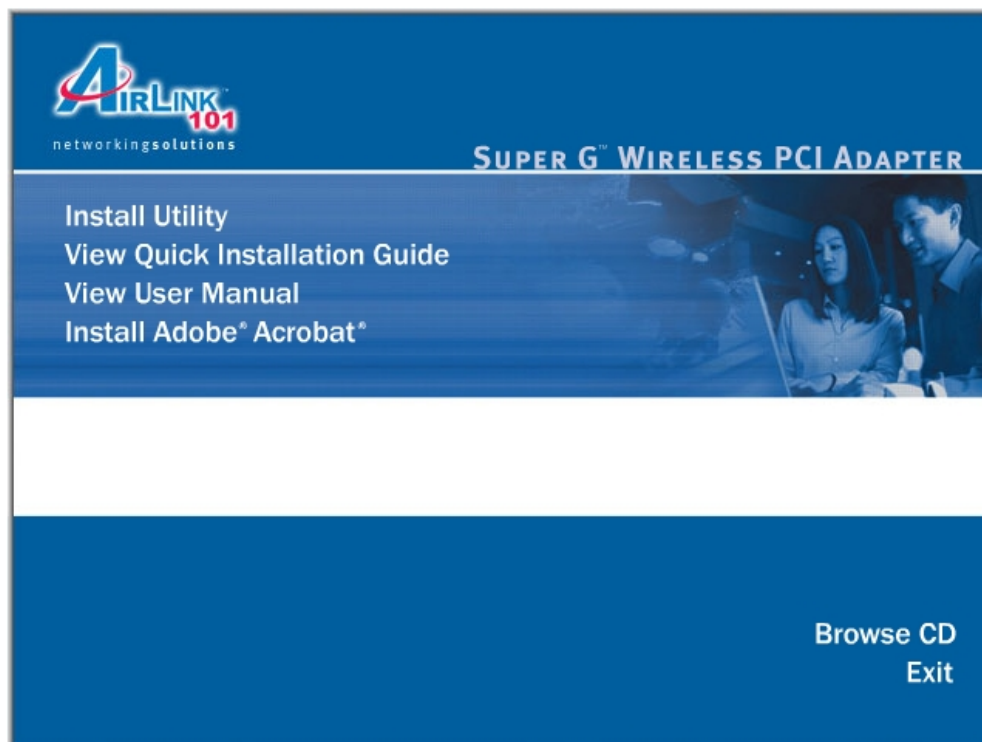 AIRLINK™
101
networkingsolutions
SUPER G™ WIRELESS PCI ADAPTER
Install Utility
View Quick Installation Guide
View User Manual
Install Adobe® Acrobat®
Browse CD
Exit